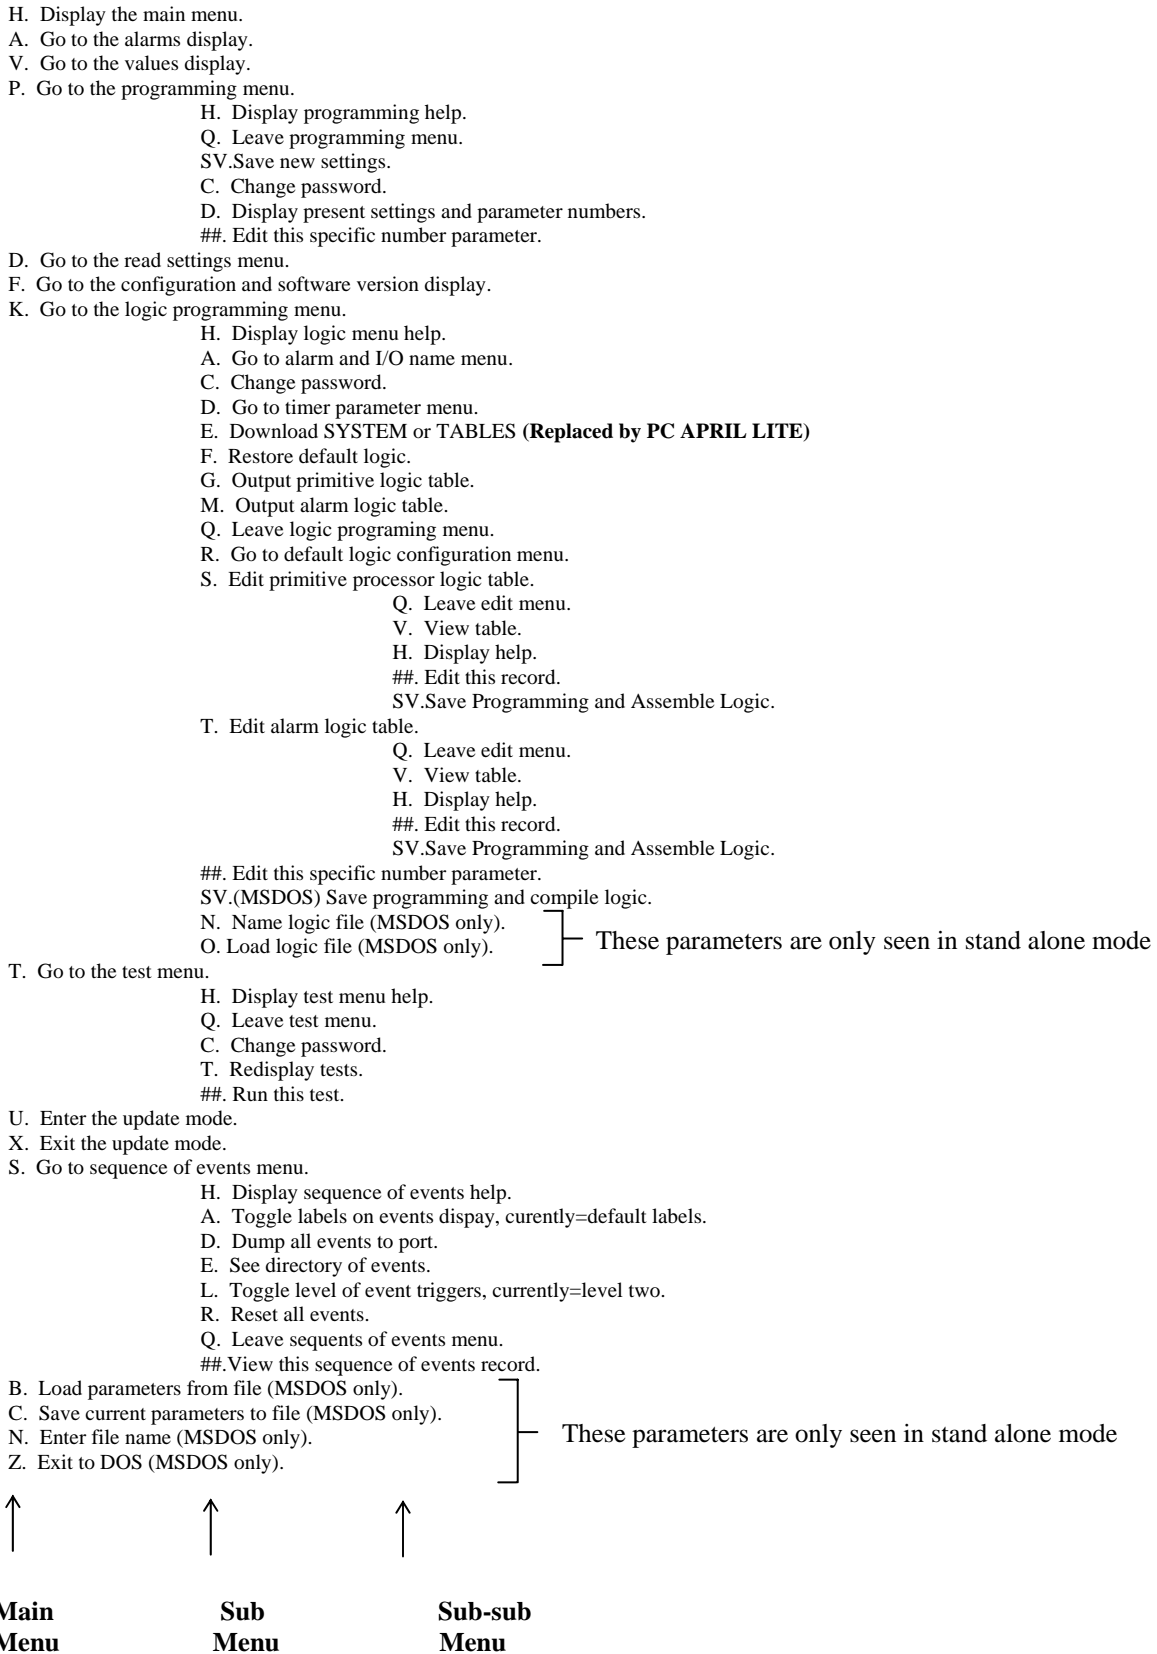 H. Display the main menu.
A. Go to the alarms display.
V. Go to the values display.
P. Go to the programming menu.
H. Display programming help.
Q. Leave programming menu.
SV.Save new settings.
C. Change password.
D. Display present settings and parameter numbers.
##. Edit this specific number parameter.
D. Go to the read settings menu.
F. Go to the configuration and software version display.
K. Go to the logic programming menu.
H. Display logic menu help.
A. Go to alarm and I/O name menu.
C. Change password.
D. Go to timer parameter menu.
E. Download SYSTEM or TABLES (Replaced by PC APRIL LITE)
F. Restore default logic.
G. Output primitive logic table.
M. Output alarm logic table.
Q. Leave logic programing menu.
R. Go to default logic configuration menu.
S. Edit primitive processor logic table.
Q. Leave edit menu.
V. View table.
H. Display help.
##. Edit this record.
SV.Save Programming and Assemble Logic.
T. Edit alarm logic table.
Q. Leave edit menu.
V. View table.
H. Display help.
##. Edit this record.
SV.Save Programming and Assemble Logic.
##. Edit this specific number parameter.
SV.(MSDOS) Save programming and compile logic.
N. Name logic file (MSDOS only).
O. Load logic file (MSDOS only).
These parameters are only seen in stand alone mode
T. Go to the test menu.
H. Display test menu help.
Q. Leave test menu.
C. Change password.
T. Redisplay tests.
##. Run this test.
U. Enter the update mode.
X. Exit the update mode.
S. Go to sequence of events menu.
H. Display sequence of events help.
A. Toggle labels on events dispay, curently=default labels.
D. Dump all events to port.
E. See directory of events.
L. Toggle level of event triggers, currently=level two.
R. Reset all events.
Q. Leave sequents of events menu.
##.View this sequence of events record.
B. Load parameters from file (MSDOS only).
C. Save current parameters to file (MSDOS only).
N. Enter file name (MSDOS only).
Z. Exit to DOS (MSDOS only).
These parameters are only seen in stand alone mode
Main Sub Sub-sub
Menu Menu Menu